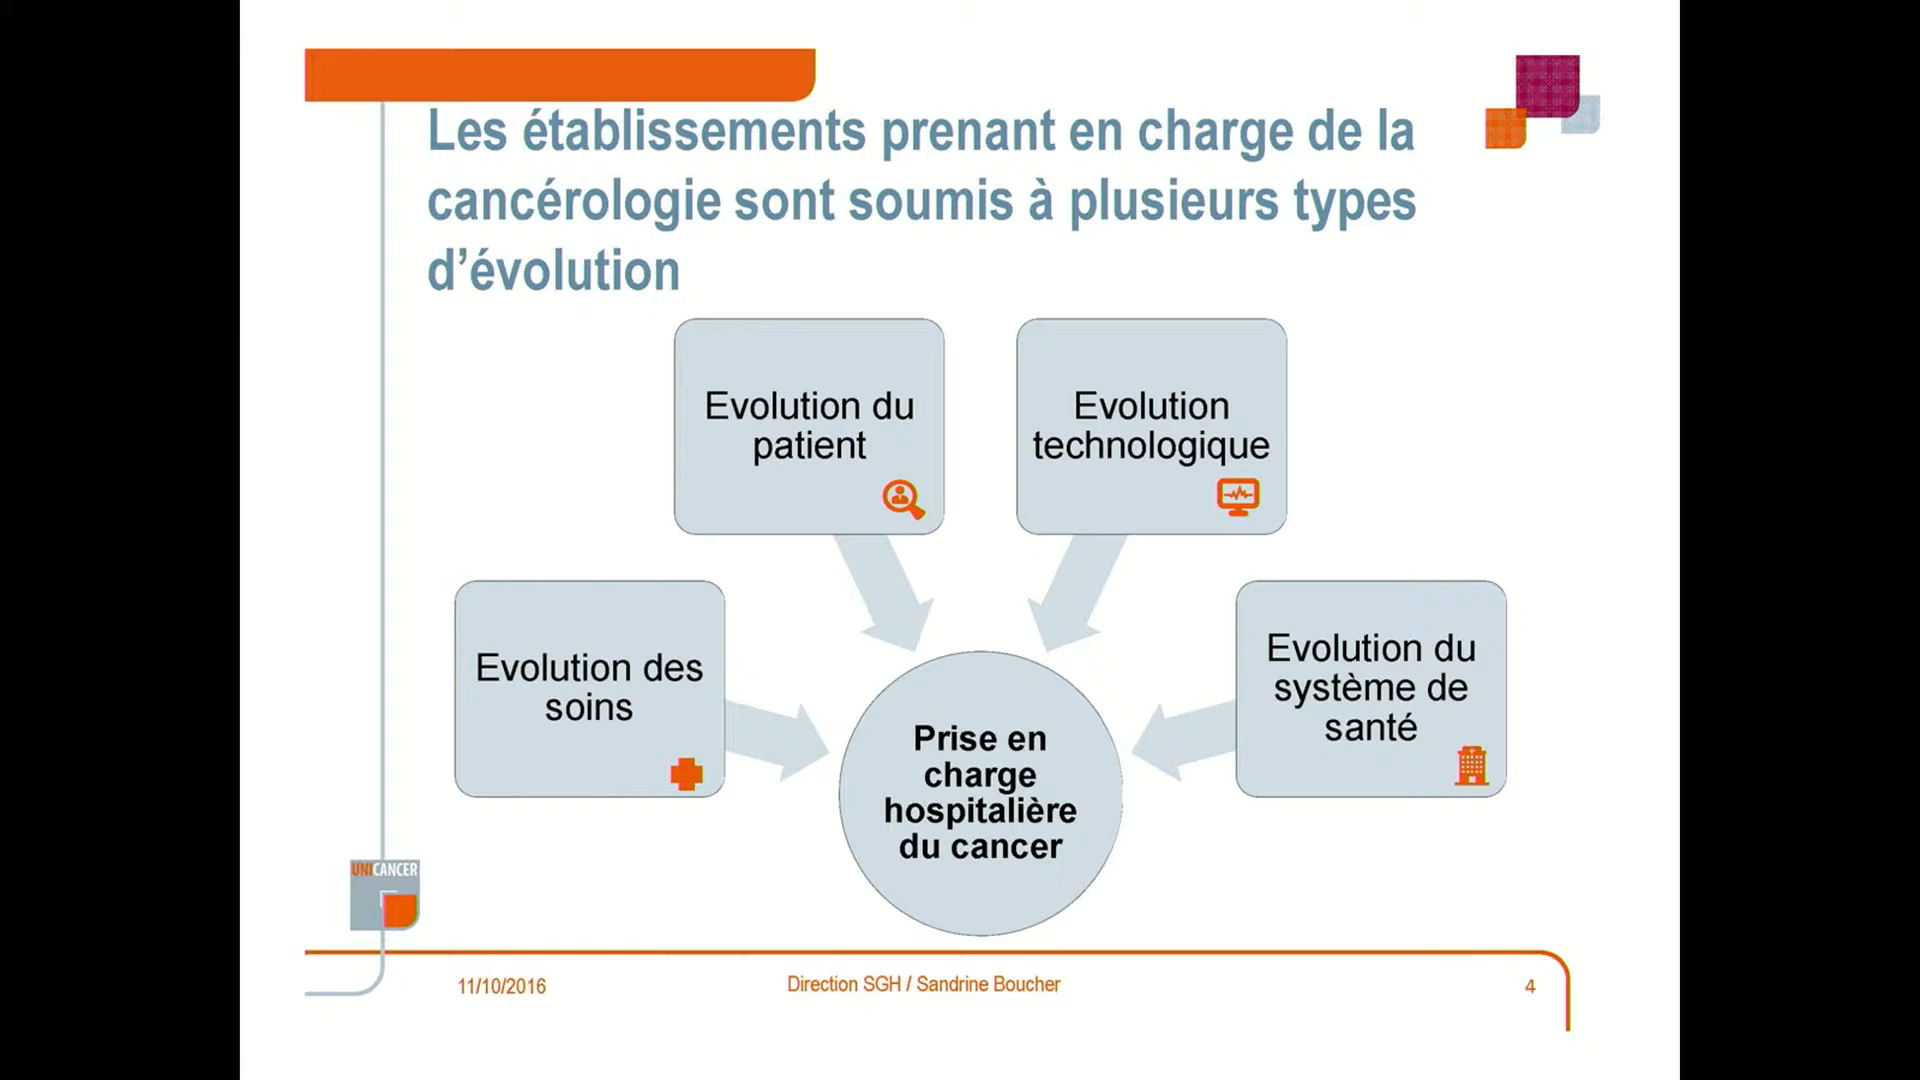 Les établissements prenant en charge de la
cancérologie sont soumis à plusieurs types
d’évolution
Evolution du
patient
Evolution
technologique
Evolution des
soins
Evolution du
système de
santé
Prise en
charge
hospitalière
du cancer
UNICANCER
11/10/2016
Direction SGH / Sandrine Boucher
4